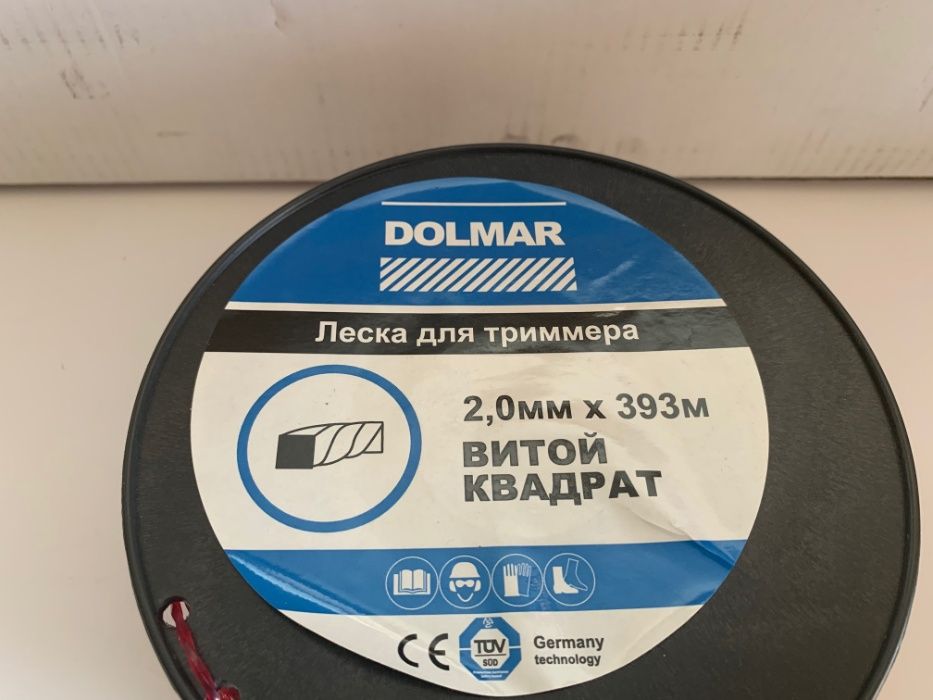 DOLMAR
Леска для триммера
2,0мм х 393м
ВИТОЙ
КВАДРАТ
CE
TÜV
SÜD
Germany
technology